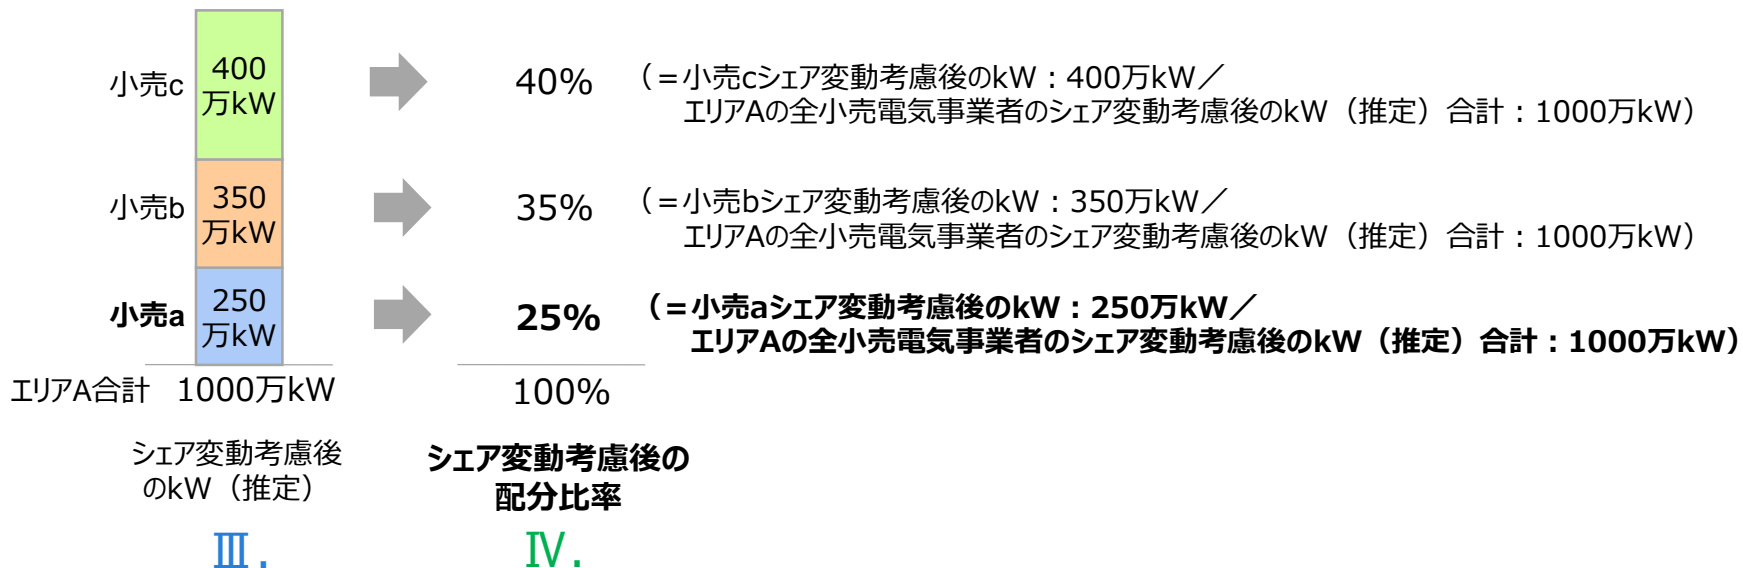 小売c
400
万kW
40%
(=小売cシェア変動考慮後のkW:400万kW/
エリアAの全小売電気事業者のシェア変動考慮後のkW(推定)合計:1000万kW)
小売b
350
万kW
35%
(=小売bシェア変動考慮後のkW:350万kW/
エリアAの全小売電気事業者のシェア変動考慮後のkW(推定)合計:1000万kW)
小売a
250
万kW
25%
(=小売aシェア変動考慮後のkW:250万kW/
エリアAの全小売電気事業者のシェア変動考慮後のkW(推定)合計:1000万kW)
エリアA合計 1000万kW
100%
シェア変動考慮後
のkW(推定)
シェア変動考慮後の
配分比率
Ⅲ.
Ⅳ.